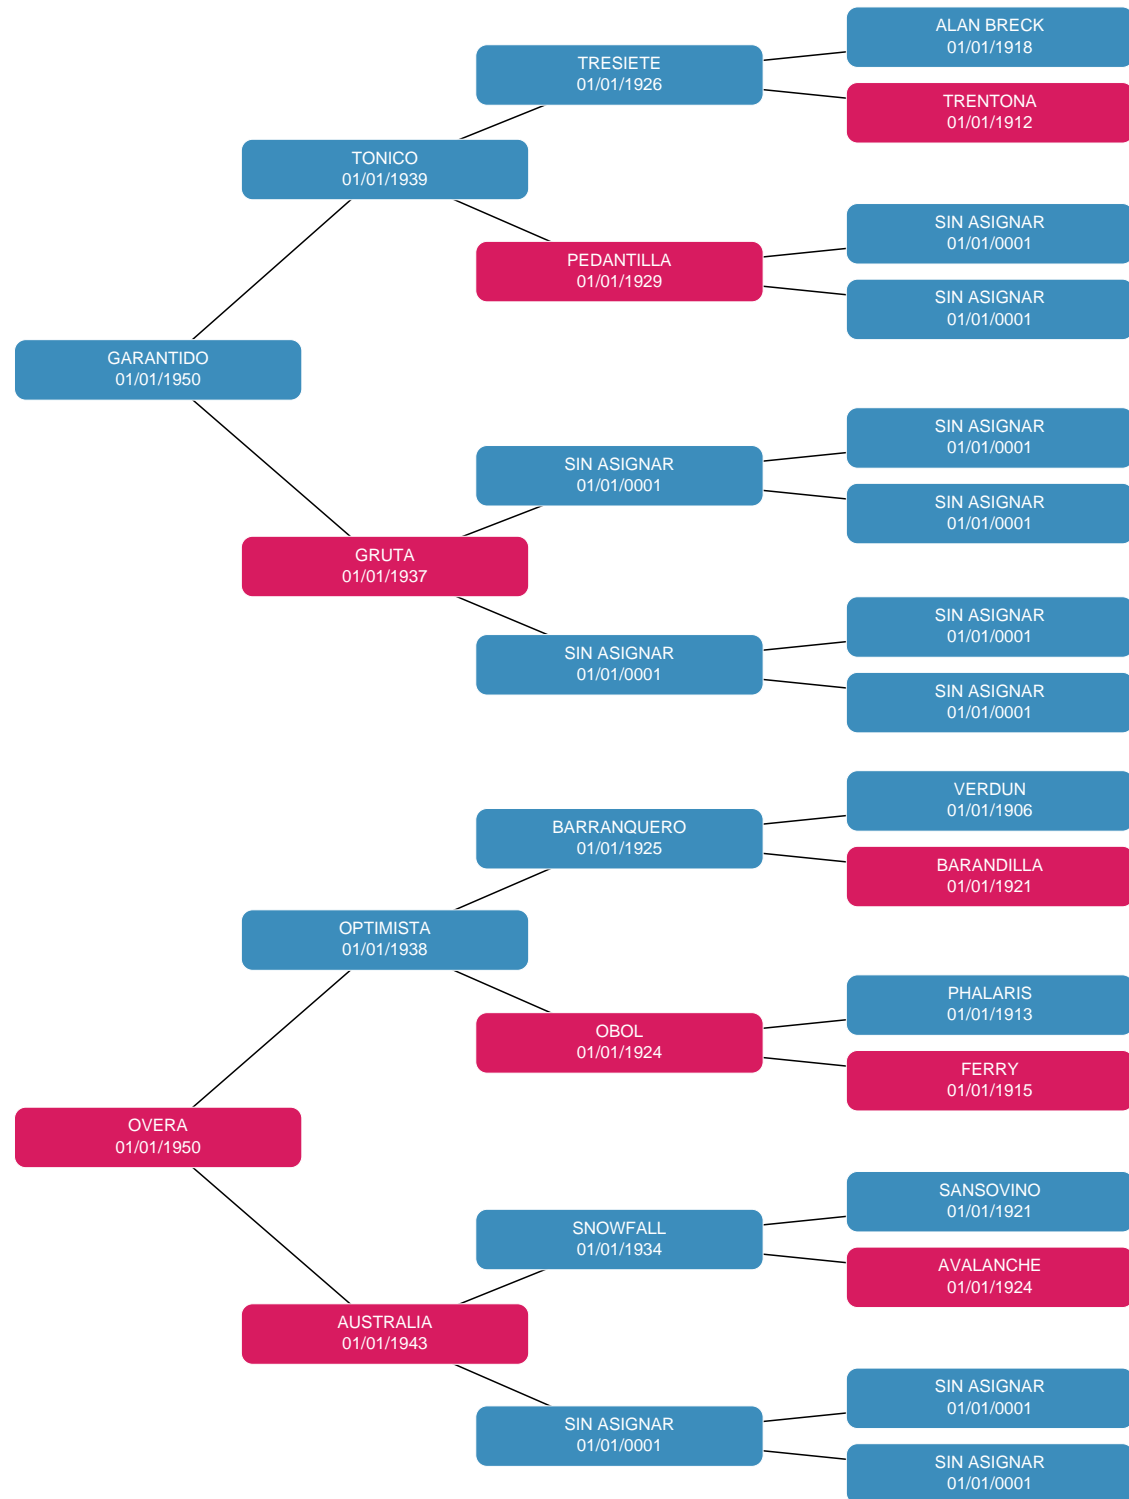 ALAN BRECK
01/01/1918
TRESIETE
01/01/1926
TRENTONA
01/01/1912
TONICO
01/01/1939
SIN ASIGNAR
01/01/0001
PEDANTILLA
01/01/1929
SIN ASIGNAR
01/01/0001
GARANTIDO
01/01/1950
SIN ASIGNAR
01/01/0001
SIN ASIGNAR
01/01/0001
SIN ASIGNAR
01/01/0001
GRUTA
01/01/1937
SIN ASIGNAR
01/01/0001
SIN ASIGNAR
01/01/0001
SIN ASIGNAR
01/01/0001
VERDUN
01/01/1906
BARRANQUERO
01/01/1925
BARANDILLA
01/01/1921
OPTIMISTA
01/01/1938
PHALARIS
01/01/1913
OBOL
01/01/1924
FERRY
01/01/1915
OVERA
01/01/1950
SANSOVINO
01/01/1921
SNOWFALL
01/01/1934
AVALANCHE
01/01/1924
AUSTRALIA
01/01/1943
SIN ASIGNAR
01/01/0001
SIN ASIGNAR
01/01/0001
SIN ASIGNAR
01/01/0001